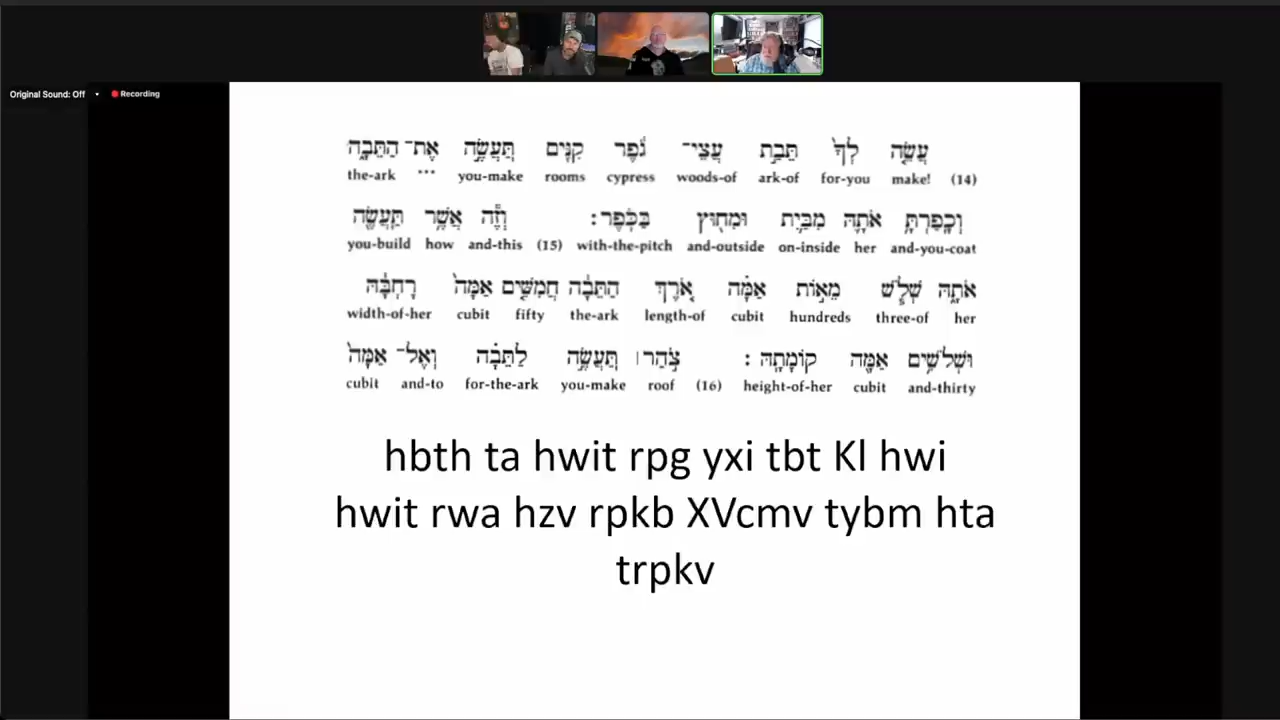 Original Sound: Off
Recording
עֲשֵׂ֤ה לְךָ֙ תֵּבַ֣ת עֲצֵי־ גֹ֔פֶר קִנִּ֖ים תַּֽעֲשֶׂ֣ה אֶת־ הַתֵּבָ֑ה
the-ark *** you-make rooms cypress woods-of ark-of for-you make! (14)
וְכָֽפַרְתָּ֥ אֹתָ֛הּ מִבַּ֥יִת וּמִח֖וּץ בַּכֹּֽפֶר׃ וְזֶ֕ה אֲשֶׁ֥ר תַּֽעֲשֶׂ֖ה
you-build how and-this (15) with-the-pitch and-outside on-inside her and-you-coat
אֹתָ֑הּ שְׁלֹ֧שׁ מֵא֣וֹת אַמָּ֗ה אֹ֚רֶךְ הַתֵּבָ֔ה חֲמִשִּׁ֤ים אַמָּה֙ רָחְבָּ֔הּ
width-of-her cubit fifty the-ark length-of cubit hundreds three-of her
וּשְׁלֹשִׁ֥ים אַמָּ֖ה קוֹמָתָֽהּ׃ צֹ֣הַר׀ תַּֽעֲשֶׂ֣ה לַתֵּבָ֗ה וְאֶל־ אַמָּה֙
cubit and-to for-the-ark you-make roof (16) height-of-her cubit and-thirty
hbth ta hwit rpg yxi tbt Kl hwi
hwit rwa hzv rpkb XVcmv tybm hta
trpkv